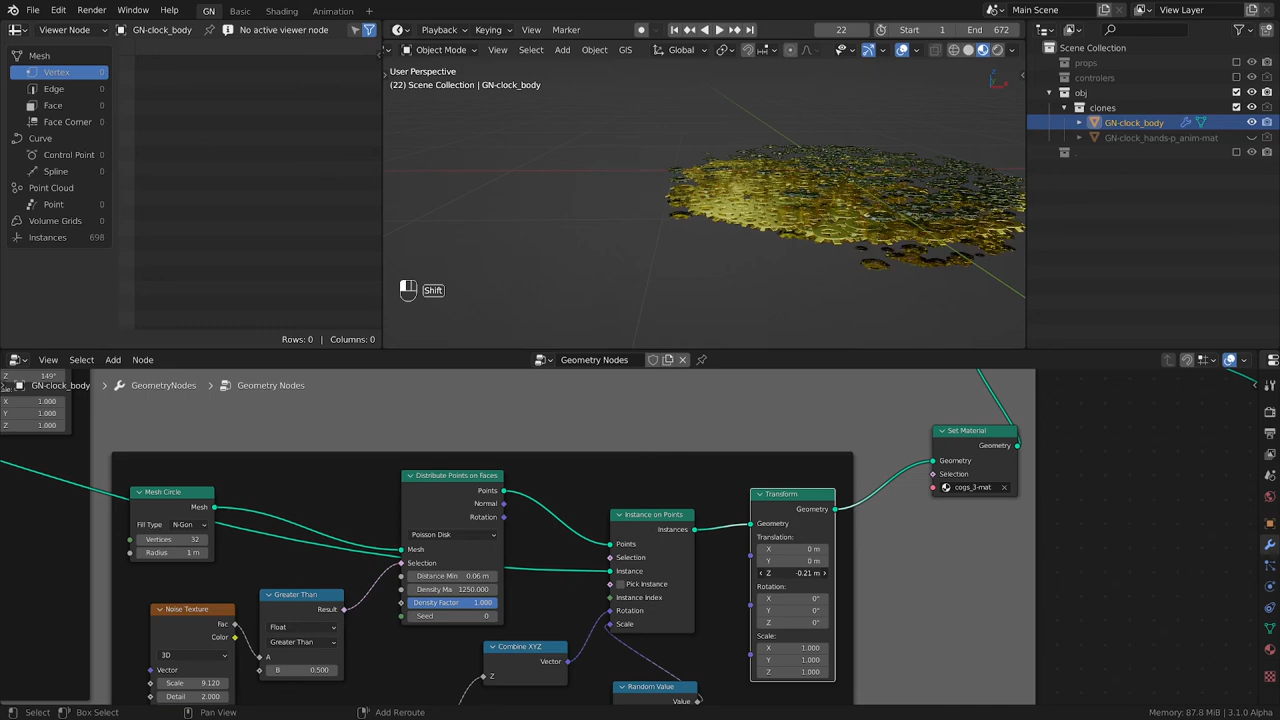 File Edit Render Window Help GN Basic Shading Animation Main Scene View Layer
Viewer Node GN-clock_body No active viewer node
Playback Keying View Marker 22 Start 1 End 672
Object Mode View Select Add Object GIS Global
Mesh
Vertex 0
Edge 0
Face 0
Face Corner 0
Curve
Control Point 0
Spline 0
Point Cloud
Point 0
Volume Grids 0
Instances 698
Rows: 0 | Columns: 0
User Perspective
(22) Scene Collection | GN-clock_body
Z
Shift
Scene Collection
props
controlers
obj
clones
GN-clock_body
GN-clock_hands-p_anim-mat
View Select Add Node Geometry Nodes
GN-clock_body > GeometryNodes > Geometry Nodes
Z 149°
X 1.000
Y 1.000
Z 1.000
Mesh Circle
Mesh
Fill Type N-Gon
Vertices 32
Radius 1 m
Noise Texture
Fac
Color
3D
Vector
Scale 9.120
Detail 2.000
Greater Than
Result
Float
Greater Than
A
B 0.500
Distribute Points on Faces
Points
Normal
Rotation
Poisson Disk
Mesh
Selection
Distance Min 0.06 m
Density Ma 1250.000
Density Factor 1.000
Seed 0
Combine XYZ
Vector
Z
Instance on Points
Instances
Points
Selection
Instance
Pick Instance
Instance Index
Rotation
Scale
Random Value
Value
Transform
Geometry
Geometry
Translation:
X 0 m
Y 0 m
Z -0.21 m
Rotation:
X 0°
Y 0°
Z 0°
Scale:
X 1.000
Y 1.000
Z 1.000
Set Material
Geometry
Geometry
Selection
cogs_3-mat
Select Box Select Pan View Add Reroute Memory: 87.8 MiB | 3.1.0 Alpha